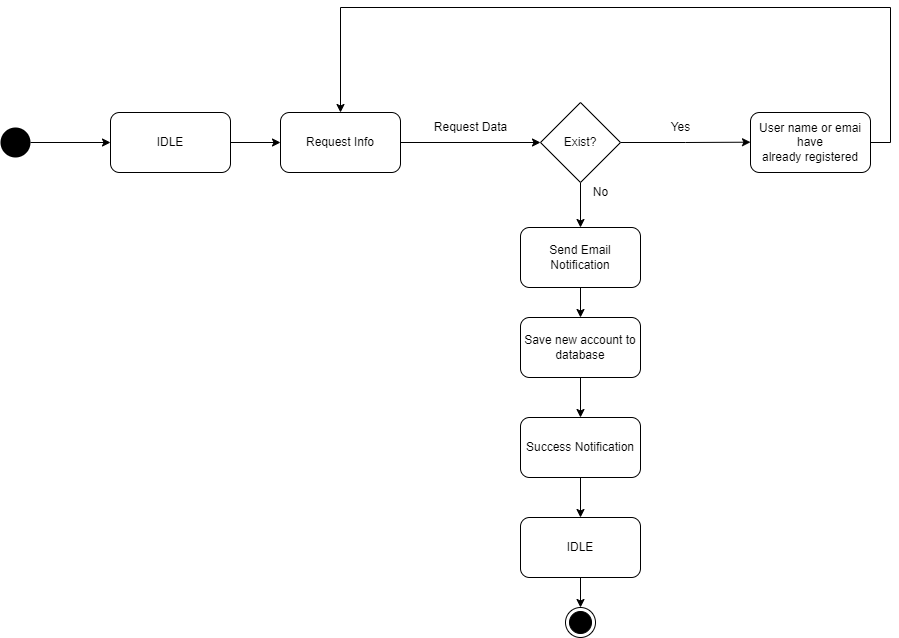 IDLE
Request Info
Request Data
Exist?
Yes
User name or emai
have
already registered
No
Send Email
Notification
Save new account to
database
Success Notification
IDLE